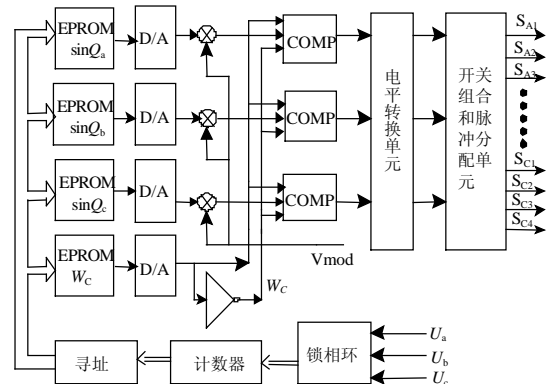 EPROM
sinQa
D/A
COMP
EPROM
sinQb
D/A
COMP
EPROM
sinQc
D/A
COMP
EPROM
WC
D/A
WC
Vmod
电平转换单元
开关组合和脉冲分配单元
SA1
SA2
SA3
SC1
SC2
SC3
SC4
寻址
计数器
锁相环
Ua
Ub
Uc